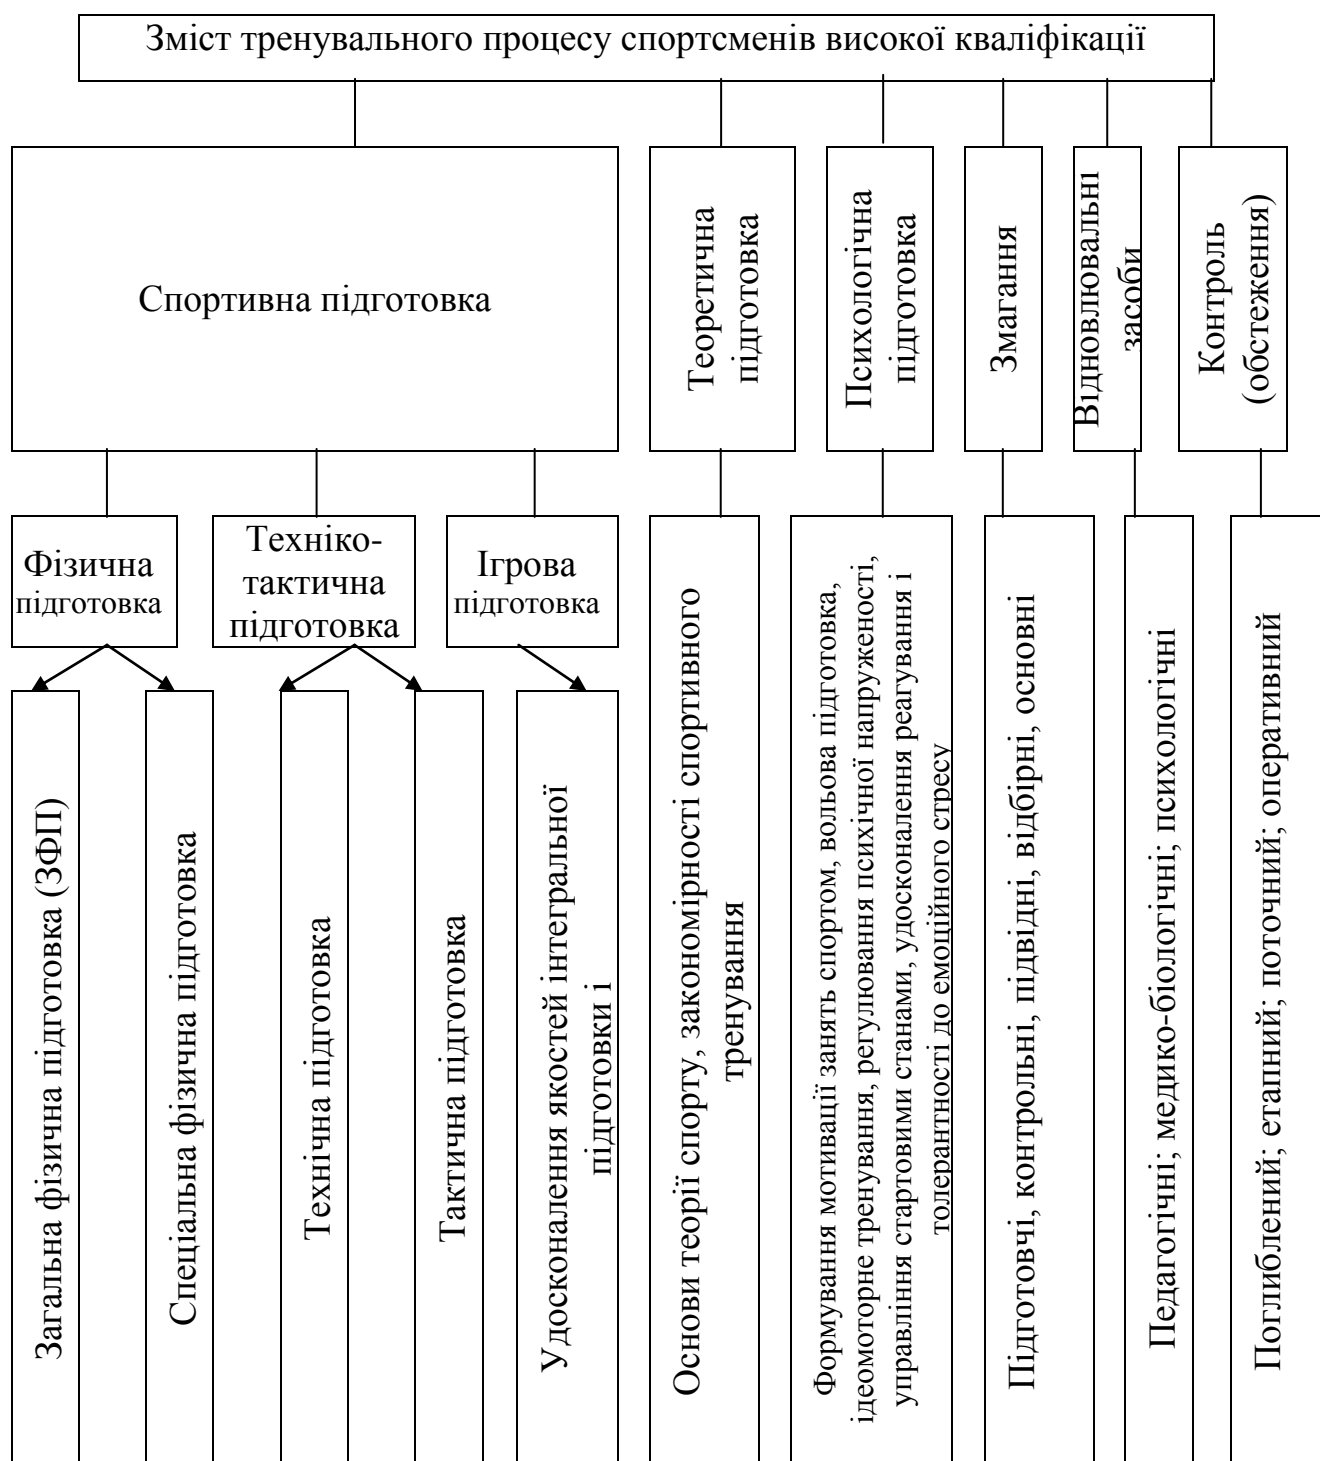 Зміст тренувального процесу спортсменів високої кваліфікації
Спортивна підготовка
Теоретична
підготовка
Психологічна
підготовка
Змагання
Відновлювальні
засоби
Контроль
(обстеження)
Фізична
підготовка
Техніко-
тактична
підготовка
Ігрова
підготовка
Загальна фізична підготовка (ЗФП)
Спеціальна фізична підготовка
Технічна підготовка
Тактична підготовка
Удосконалення якостей інтегральної
підготовки і
Основи теорії спорту, закономірності спортивного
тренування
Формування мотивації занять спортом, вольова підготовка,
ідеомоторне тренування, регулювання психічної напруженості,
управління стартовими станами, удосконалення реагування і
толерантності до емоційного стресу
Підготовчі, контрольні, підвідні, відбірні, основні
Педагогічні; медико-біологічні; психологічні
Поглиблений; етапний; поточний; оперативний